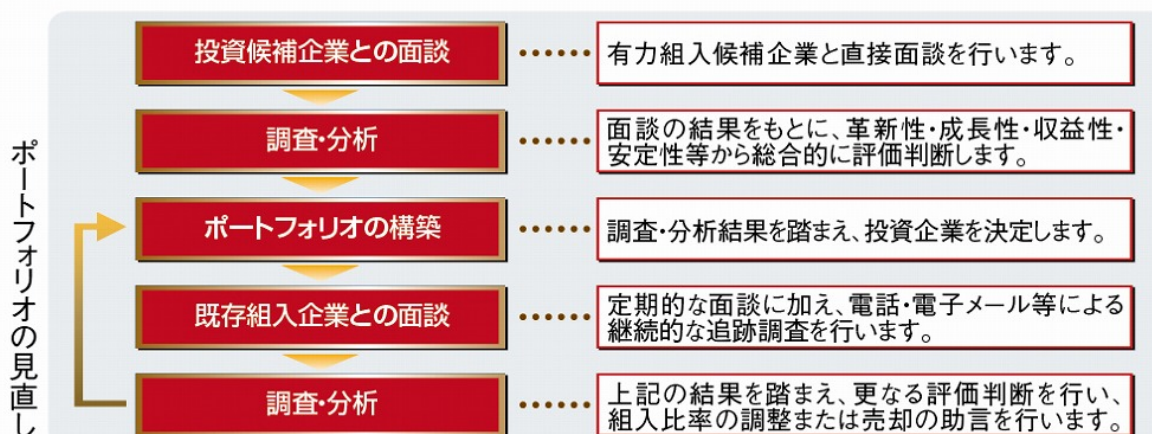 投資候補企業との面談
有力組入候補企業と直接面談を行います。
調査・分析
面談の結果をもとに、革新性・成長性・収益性・
安定性等から総合的に評価判断します。
ポートフォリオの構築
調査・分析結果を踏まえ、投資企業を決定します。
既存組入企業との面談
定期的な面談に加え、電話・電子メール等による
継続的な追跡調査を行います。
調査・分析
上記の結果を踏まえ、更なる評価判断を行い、
組入比率の調整または売却の助言を行います。
ポートフォリオの見直し